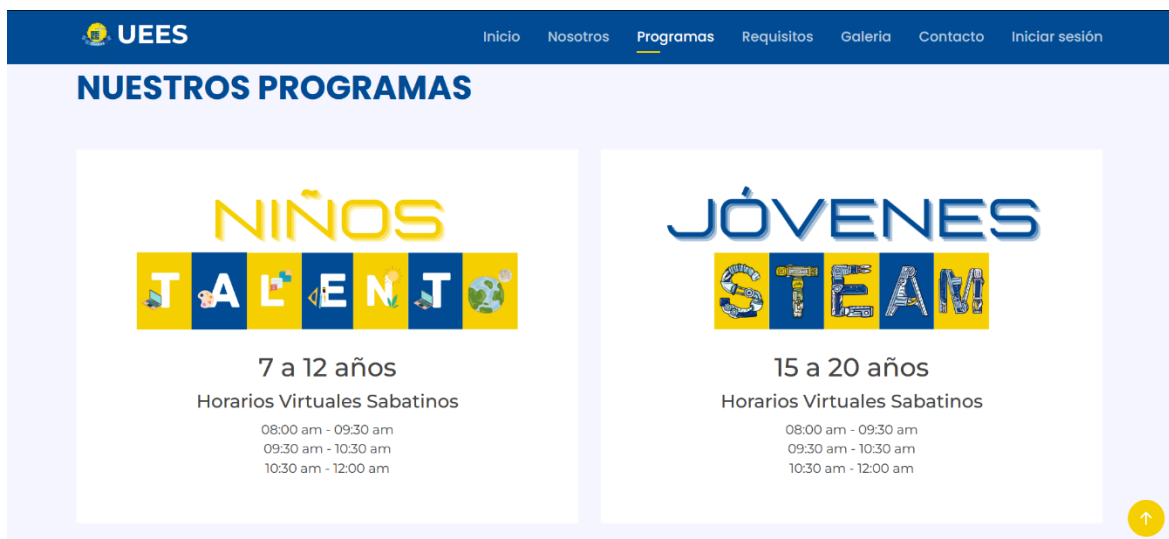 UEES Inicio Nosotros Programas Requisitos Galeria Contacto Iniciar sesión
NUESTROS PROGRAMAS
NIÑOS
TALENTO
7 a 12 años
Horarios Virtuales Sabatinos
08:00 am - 09:30 am
09:30 am - 10:30 am
10:30 am - 12:00 am
JÓVENES
STEAM
15 a 20 años
Horarios Virtuales Sabatinos
08:00 am - 09:30 am
09:30 am - 10:30 am
10:30 am - 12:00 am